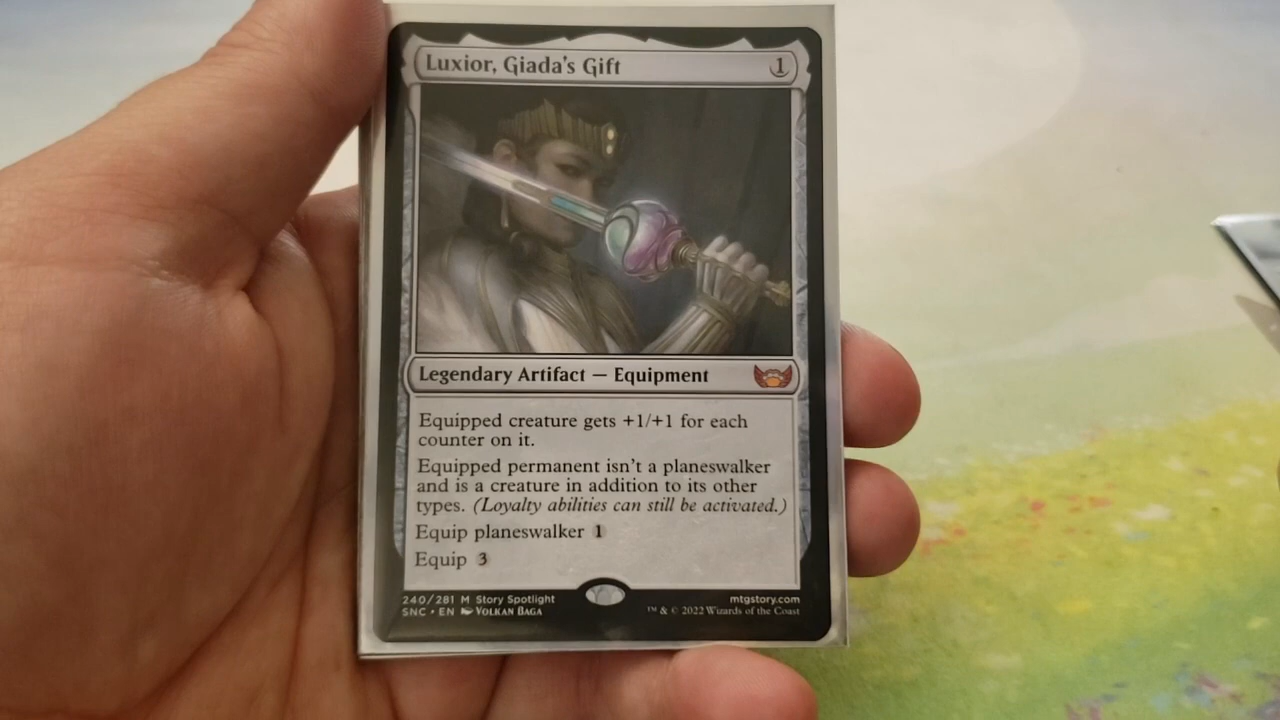 Luxior, Giada's Gift 1
Legendary Artifact — Equipment
Equipped creature gets +1/+1 for each
counter on it.
Equipped permanent isn't a planeswalker
and is a creature in addition to its other
types. (Loyalty abilities can still be activated.)
Equip planeswalker 1
Equip 3
240/281 M Story Spotlight mtgstory.com
SNC • EN Volkan Baga ™ & © 2022 Wizards of the Coast